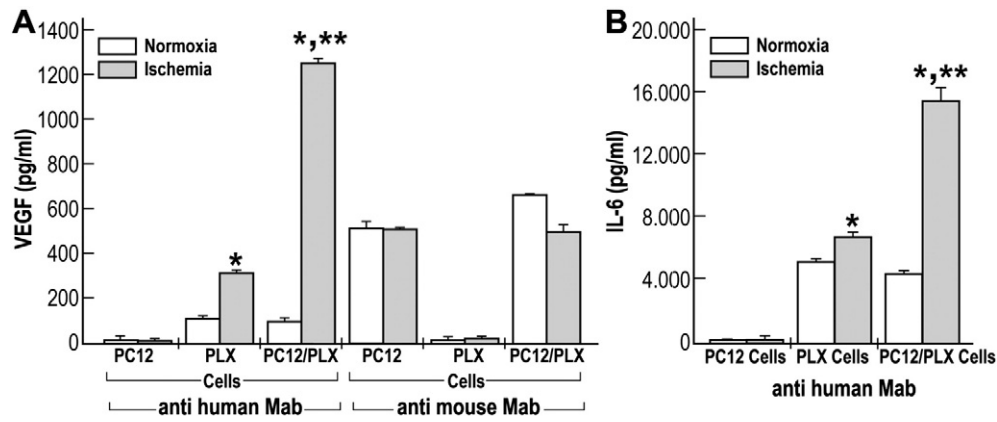 A
VEGF (pg/ml)
1400
1200
1000
800
600
400
200
0
Normoxia
Ischemia
*
*,**
PC12
PLX
PC12/PLX
PC12
PLX
PC12/PLX
Cells
Cells
anti human Mab
anti mouse Mab
B
IL-6 (pg/ml)
20.000
16.000
12.000
8.000
4.000
0
Normoxia
Ischemia
*
*,**
PC12 Cells
PLX Cells
PC12/PLX Cells
anti human Mab